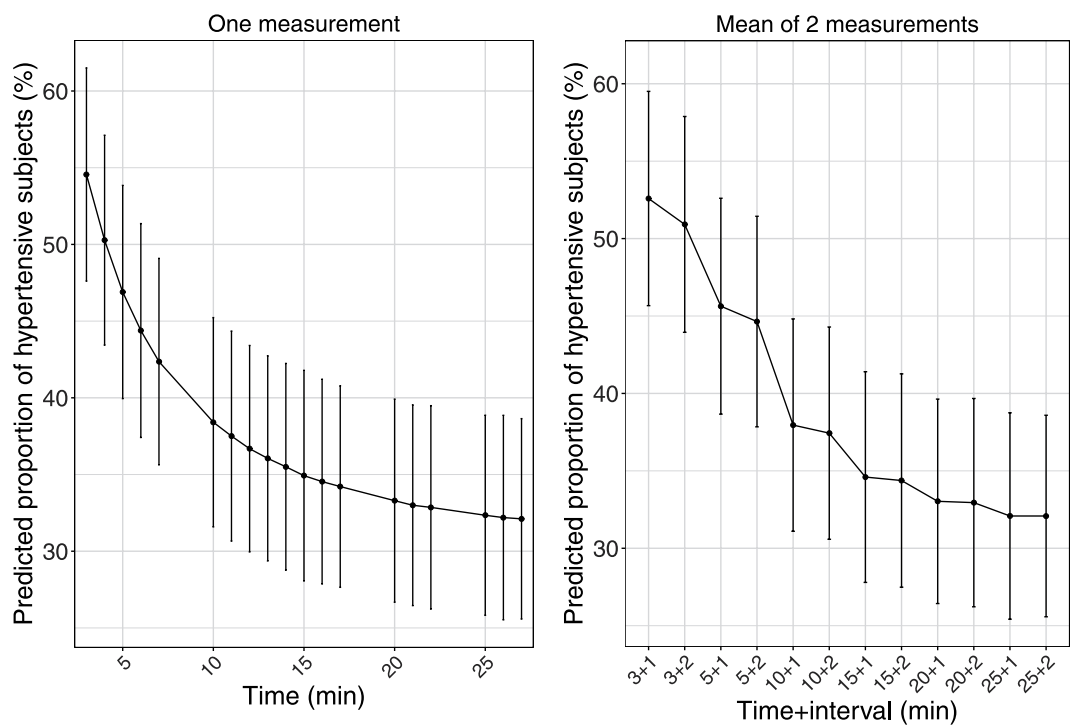 One measurement
Predicted proportion of hypertensive subjects (%)
60
50
40
30
5 10 15 20 25
Time (min)
Mean of 2 measurements
Predicted proportion of hypertensive subjects (%)
60
50
40
30
3+1 3+2 5+1 5+2 10+1 10+2 15+1 15+2 20+1 20+2 25+1 25+2
Time+interval (min)